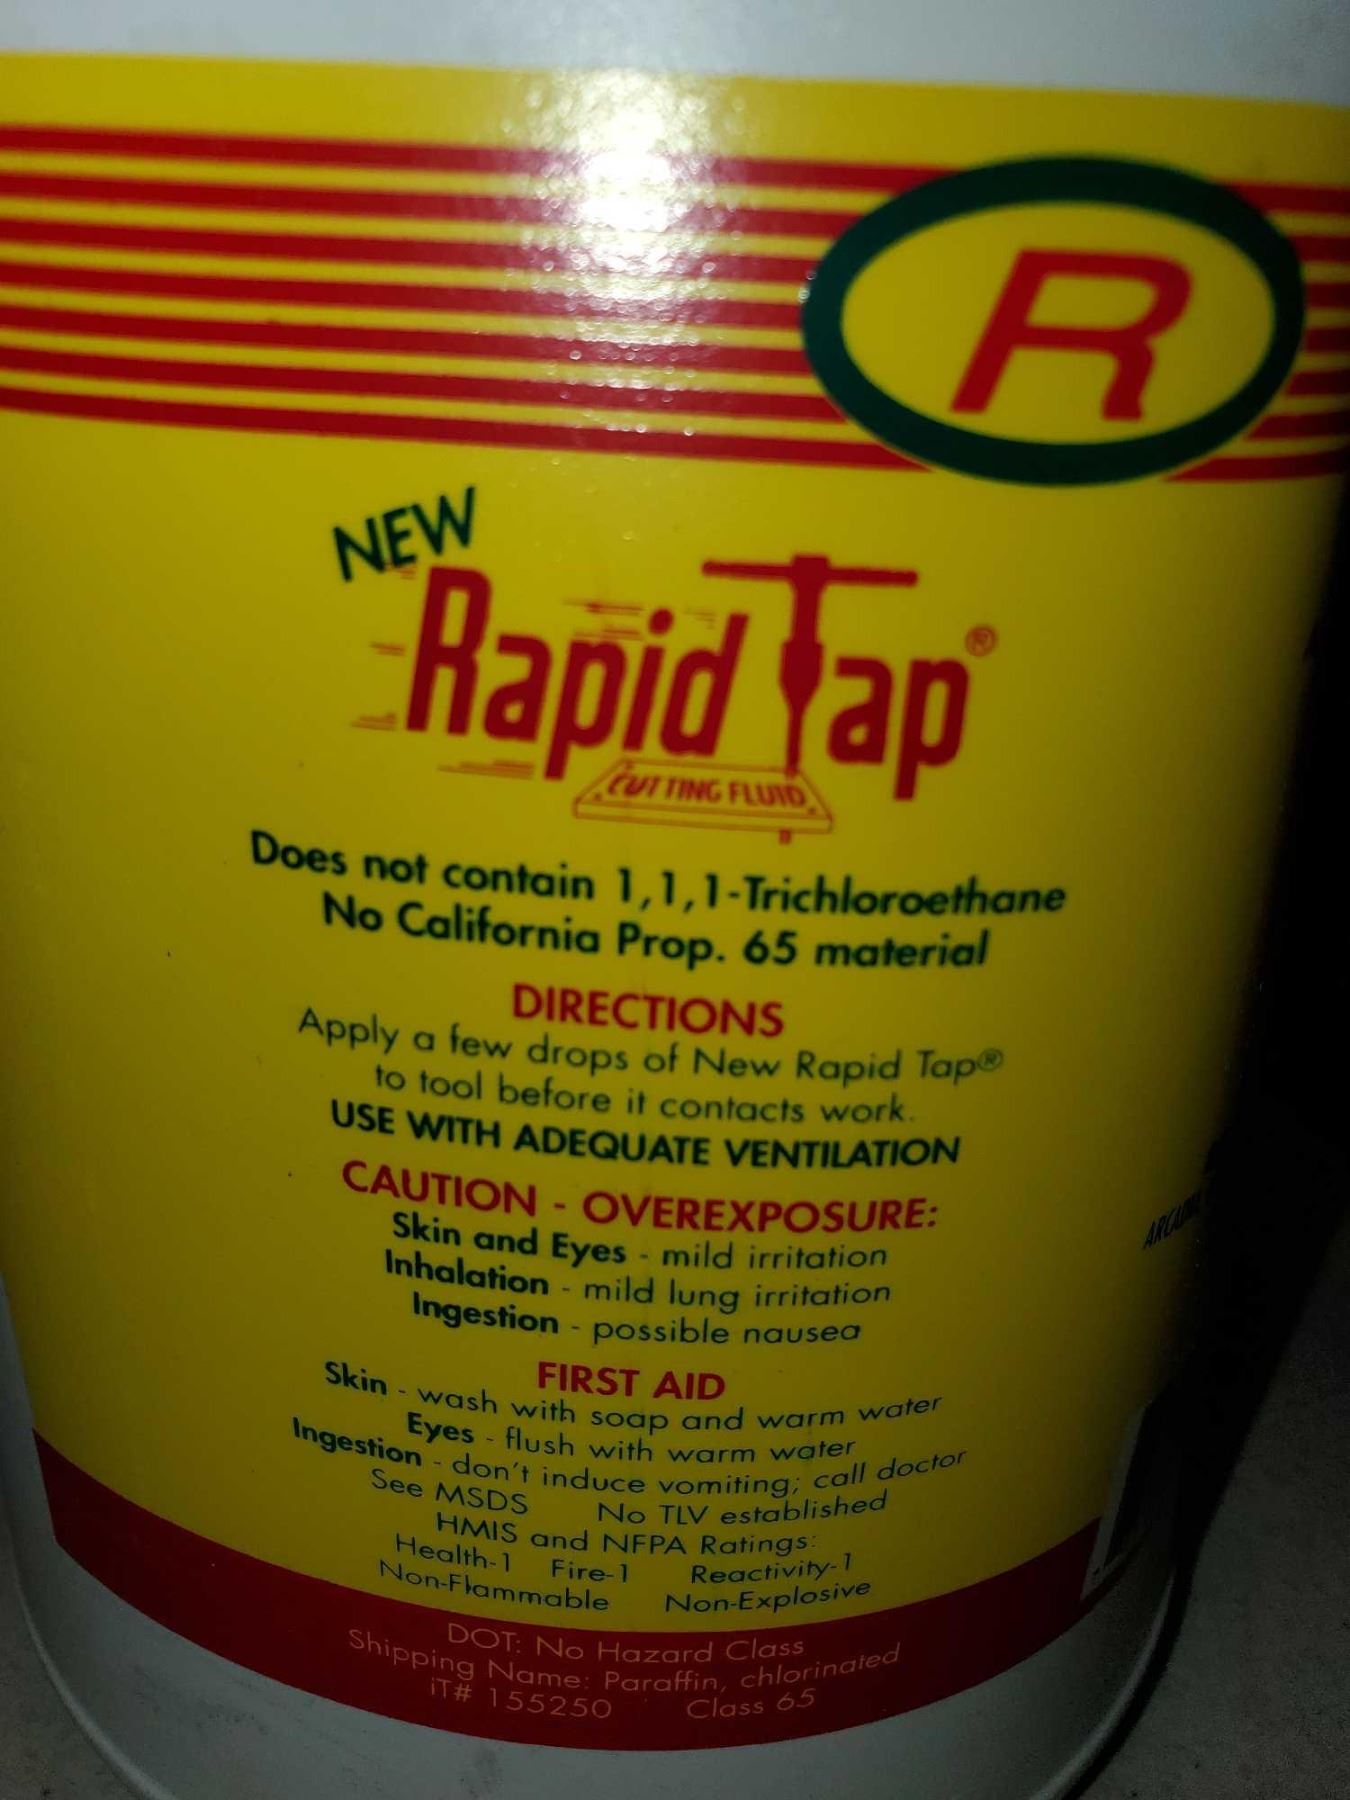 R
NEW
Rapid Tap®
CUTTING FLUID
Does not contain 1,1,1-Trichloroethane
No California Prop. 65 material
DIRECTIONS
Apply a few drops of New Rapid Tap®
to tool before it contacts work.
USE WITH ADEQUATE VENTILATION
CAUTION - OVEREXPOSURE:
Skin and Eyes - mild irritation
Inhalation - mild lung irritation
Ingestion - possible nausea
FIRST AID
Skin - wash with soap and warm water
Eyes - flush with warm water
Ingestion - don't induce vomiting; call doctor
See MSDS No TLV established
HMIS and NFPA Ratings:
Health-1 Fire-1 Reactivity-1
Non-Flammable Non-Explosive
DOT: No Hazard Class
Shipping Name: Paraffin, chlorinated
iT# 155250 Class 65